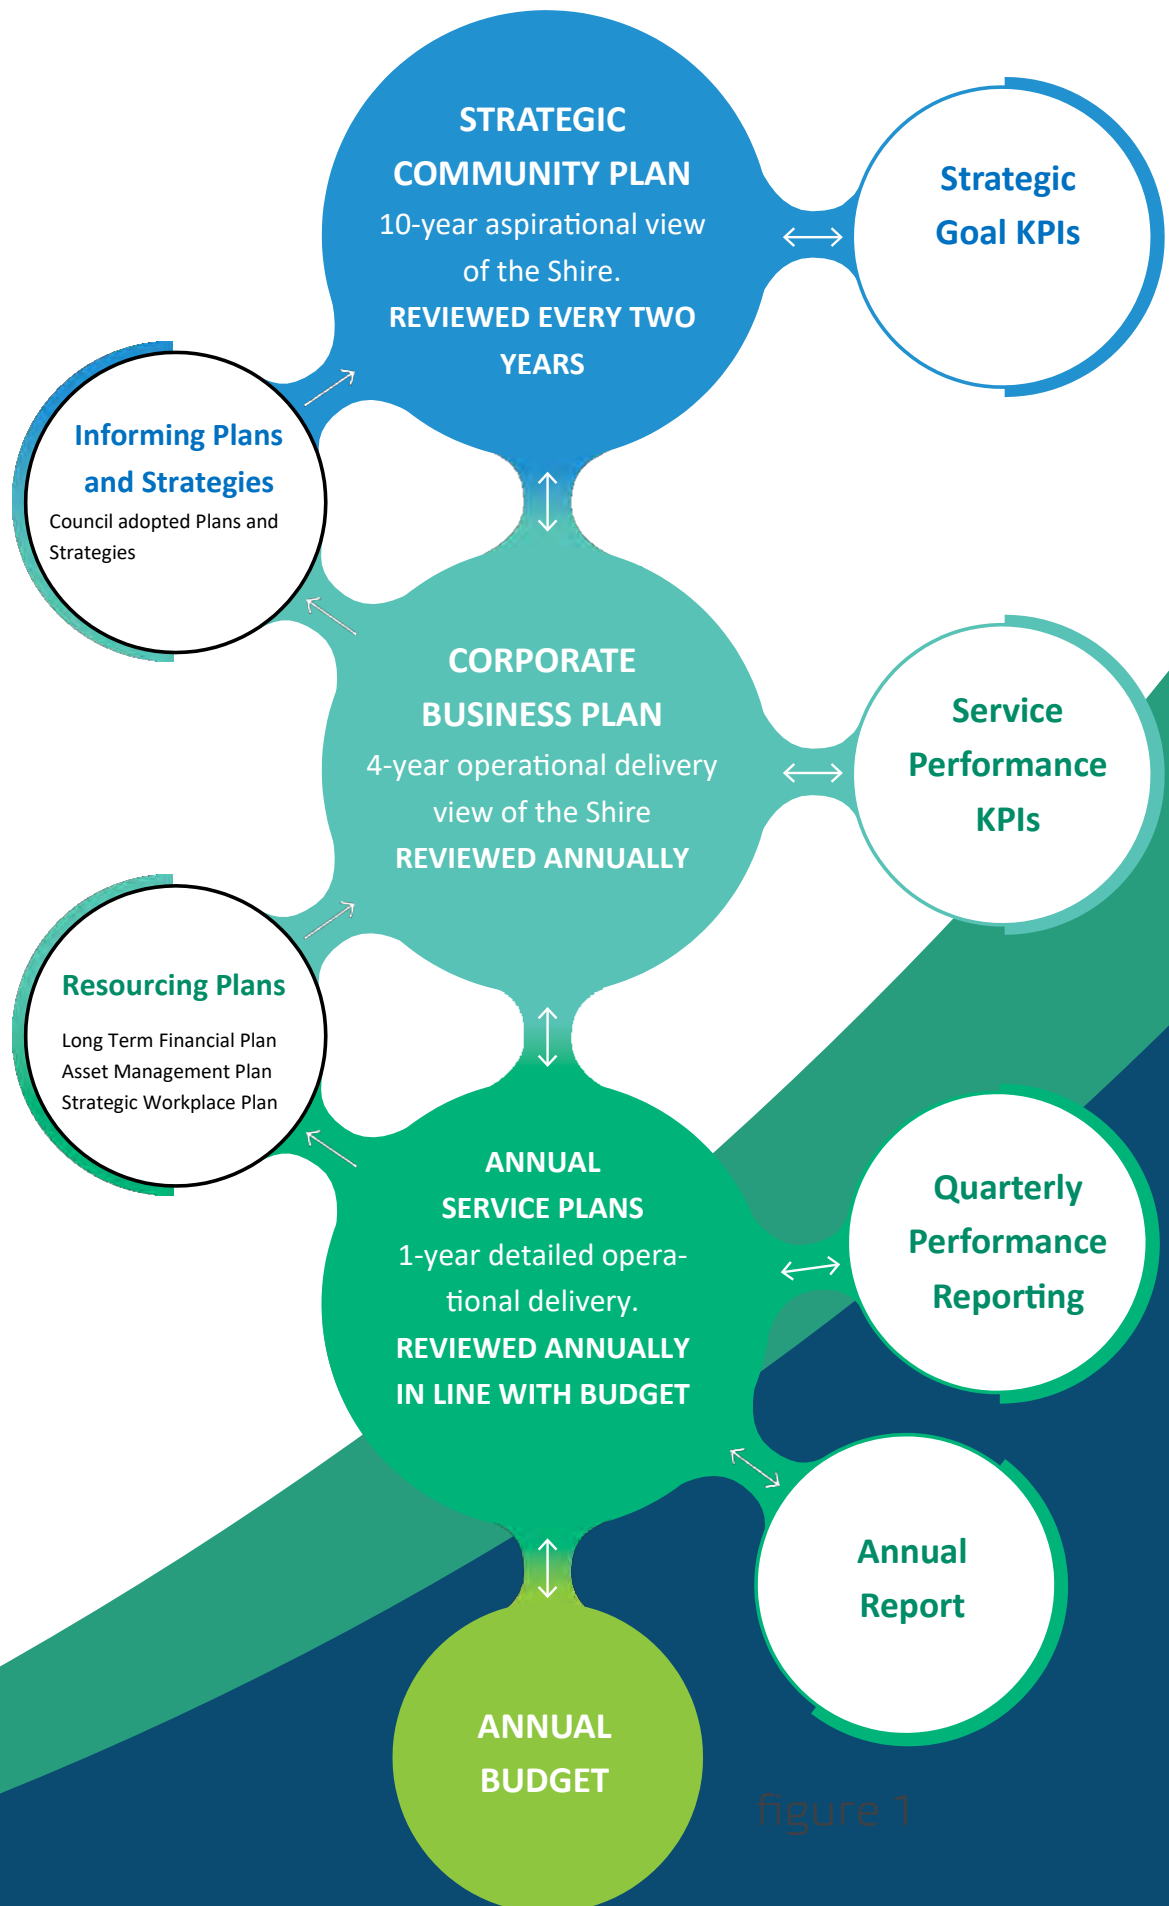 STRATEGIC
COMMUNITY PLAN
10-year aspirational view
of the Shire.
REVIEWED EVERY TWO
YEARS
Strategic
Goal KPIs
Informing Plans
and Strategies
Council adopted Plans and
Strategies
CORPORATE
BUSINESS PLAN
4-year operational delivery
view of the Shire
REVIEWED ANNUALLY
Service
Performance
KPIs
Resourcing Plans
Long Term Financial Plan
Asset Management Plan
Strategic Workplace Plan
ANNUAL
SERVICE PLANS
1-year detailed opera-
tional delivery.
REVIEWED ANNUALLY
IN LINE WITH BUDGET
Quarterly
Performance
Reporting
Annual
Report
ANNUAL
BUDGET
figure 1